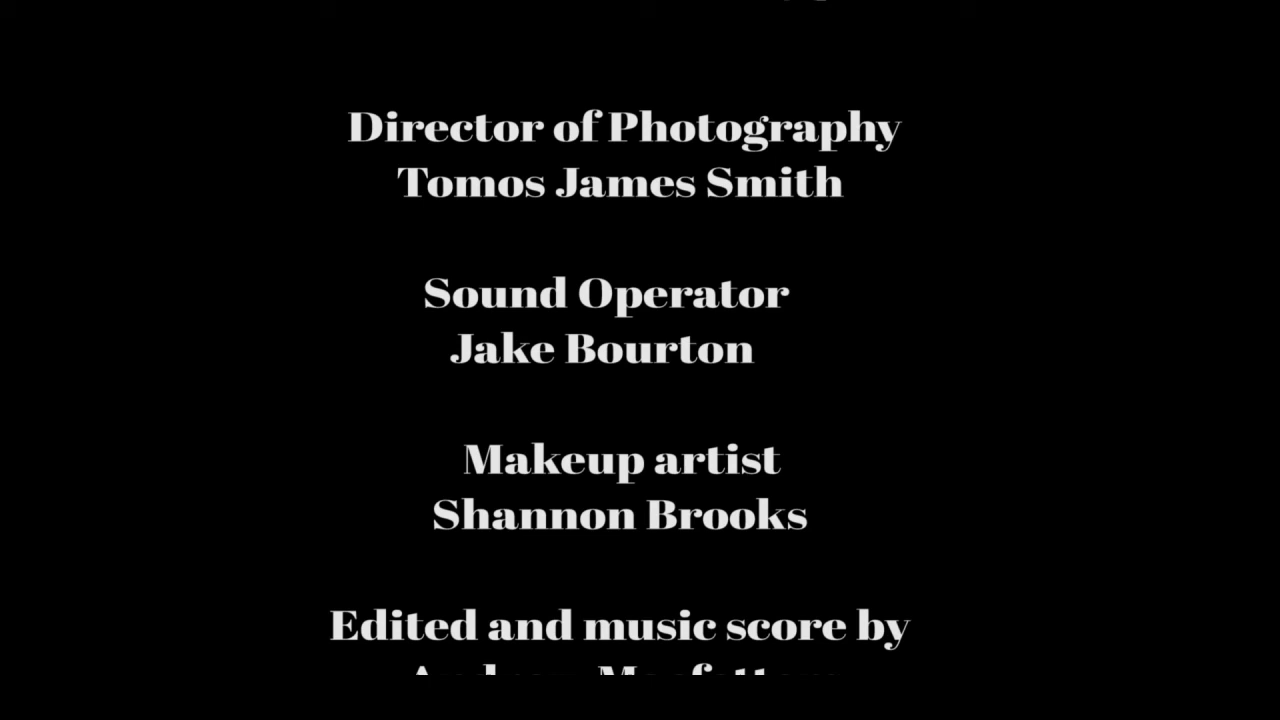 Director of Photography
Tomos James Smith
Sound Operator
Jake Bourton
Makeup artist
Shannon Brooks
Edited and music score by